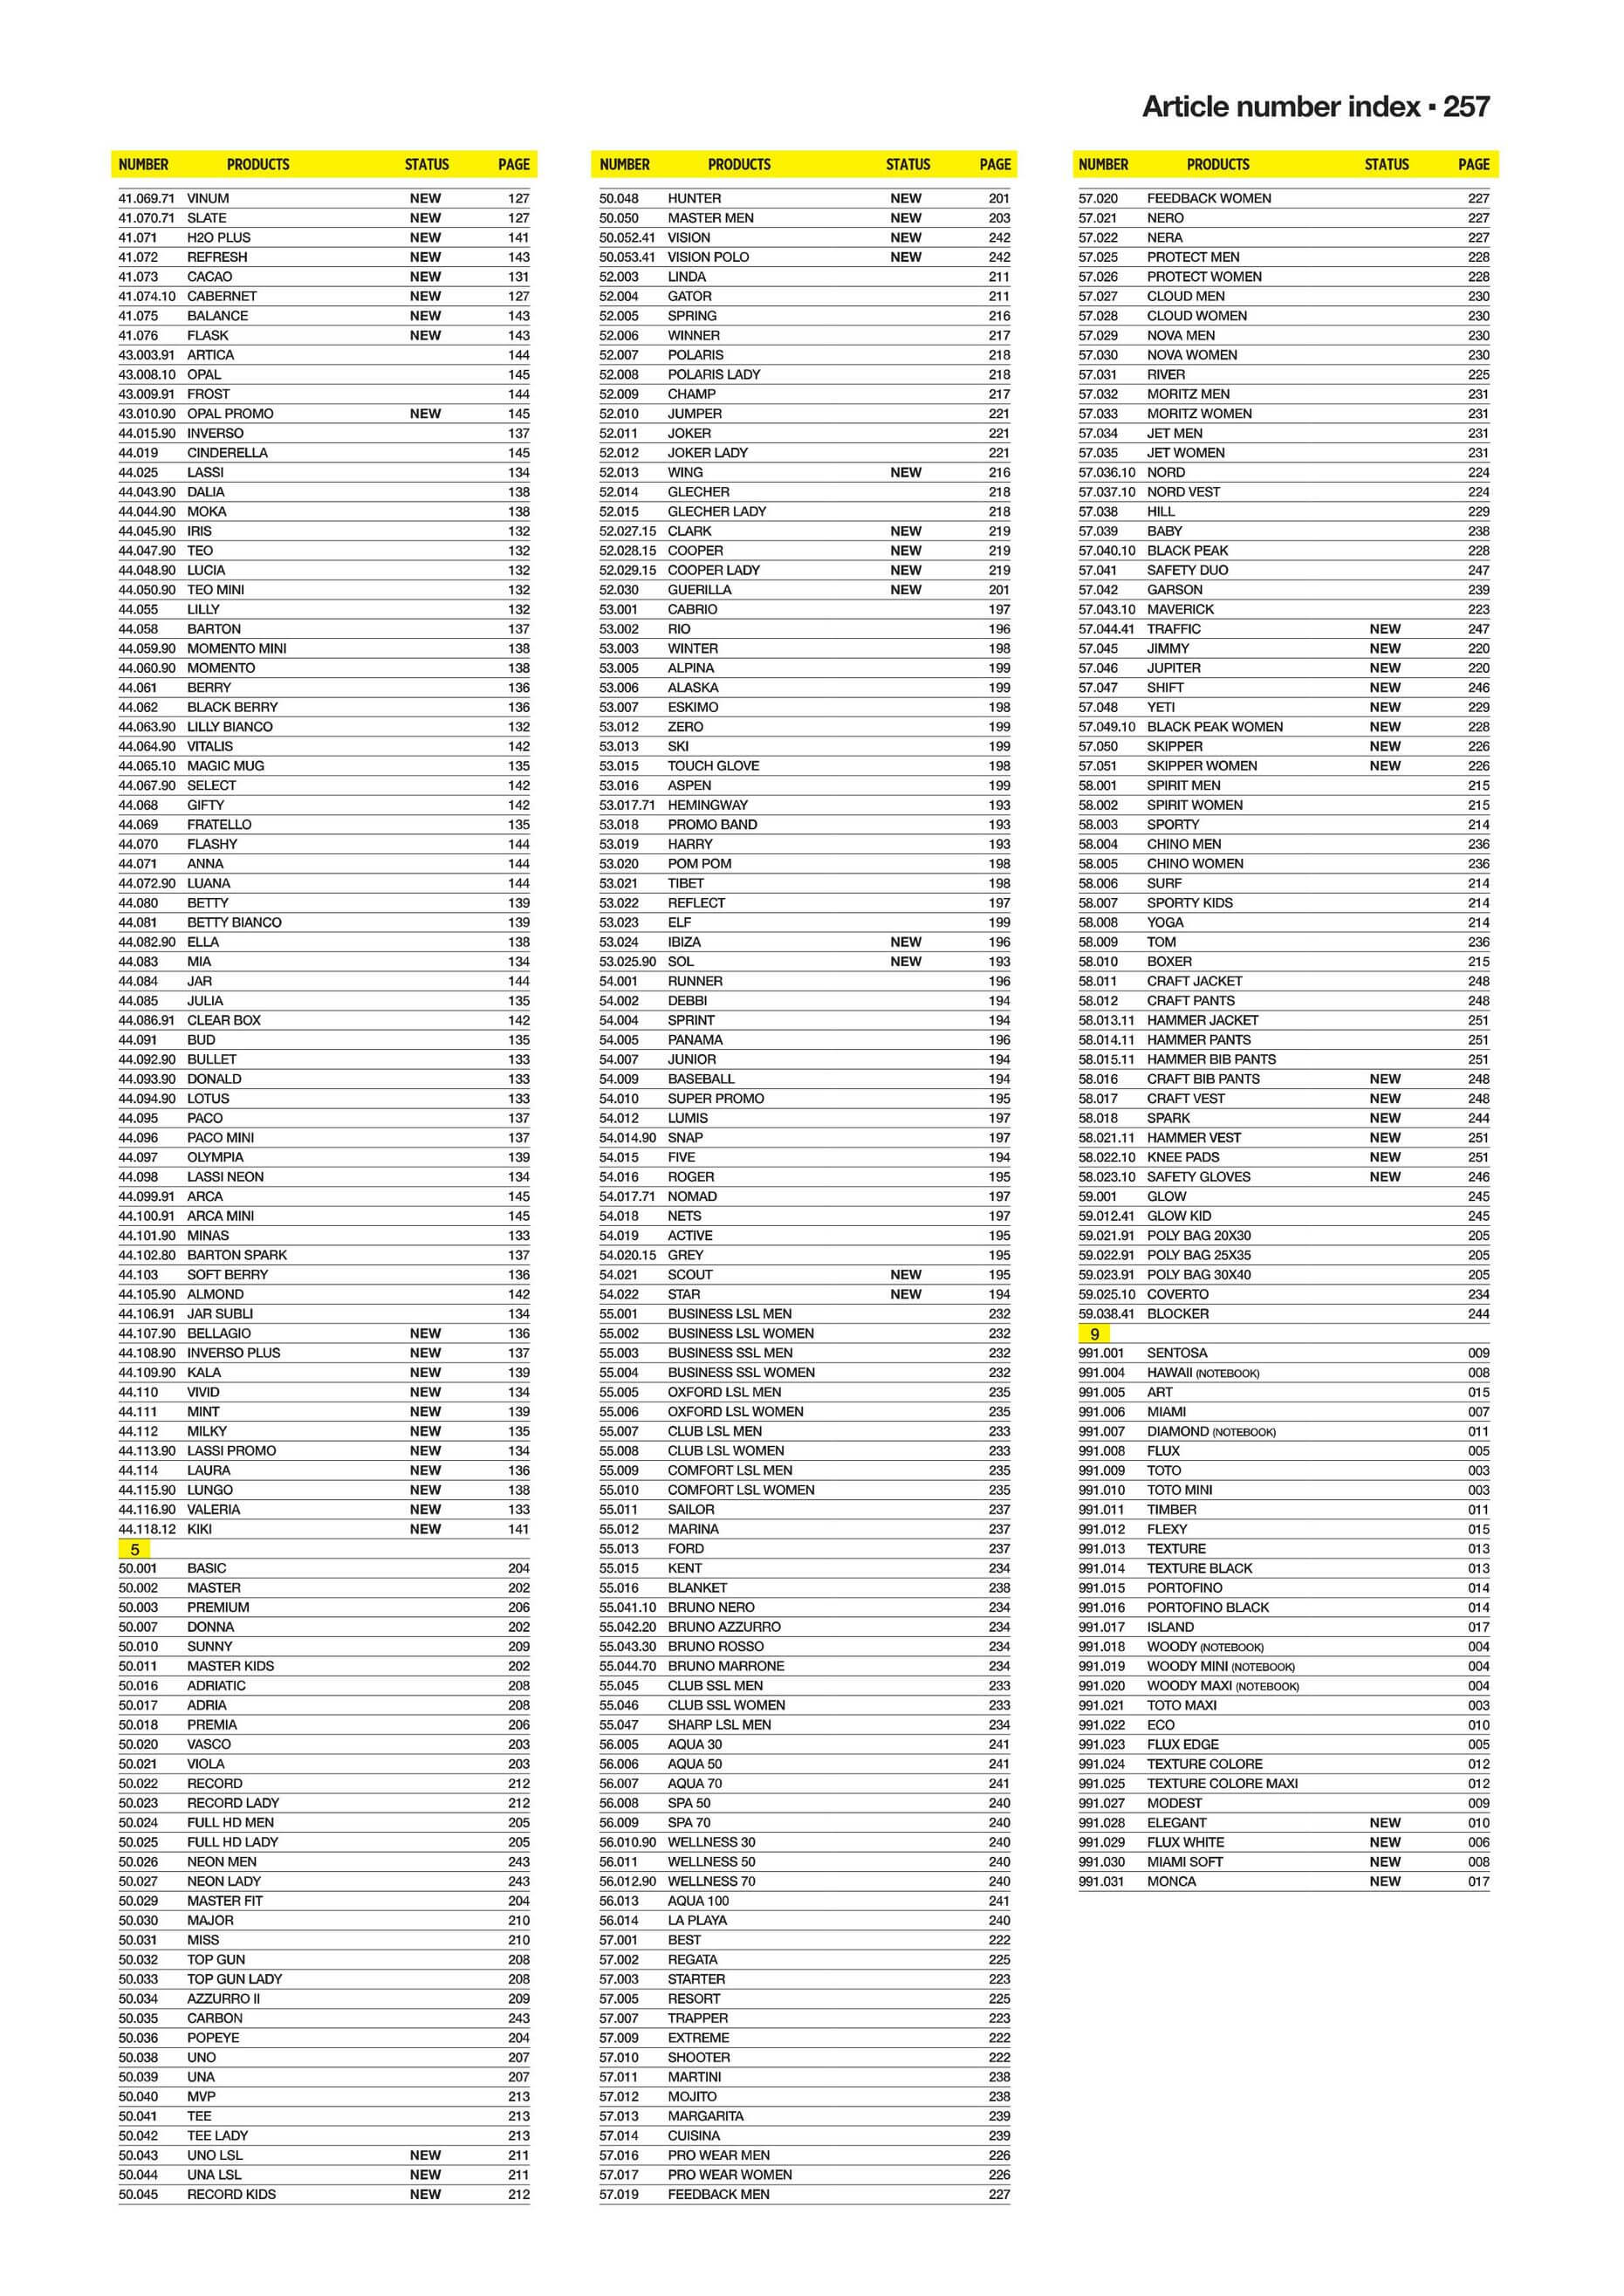 Article number index ▪ 257
NUMBER PRODUCTS STATUS PAGE
41.069.71 VINUM NEW 127
41.070.71 SLATE NEW 127
41.071 H2O PLUS NEW 141
41.072 REFRESH NEW 143
41.073 CACAO NEW 131
41.074.10 CABERNET NEW 127
41.075 BALANCE NEW 143
41.076 FLASK NEW 143
43.003.91 ARTICA 144
43.008.10 OPAL 145
43.009.91 FROST 144
43.010.90 OPAL PROMO NEW 145
44.015.90 INVERSO 137
44.019 CINDERELLA 145
44.025 LASSI 134
44.043.90 DALIA 138
44.044.90 MOKA 138
44.045.90 IRIS 132
44.047.90 TEO 132
44.048.90 LUCIA 132
44.050.90 TEO MINI 132
44.055 LILLY 132
44.058 BARTON 137
44.059.90 MOMENTO MINI 138
44.060.90 MOMENTO 138
44.061 BERRY 136
44.062 BLACK BERRY 136
44.063.90 LILLY BIANCO 132
44.064.90 VITALIS 142
44.065.10 MAGIC MUG 135
44.067.90 SELECT 142
44.068 GIFTY 142
44.069 FRATELLO 135
44.070 FLASHY 144
44.071 ANNA 144
44.072.90 LUANA 144
44.080 BETTY 139
44.081 BETTY BIANCO 139
44.082.90 ELLA 138
44.083 MIA 134
44.084 JAR 144
44.085 JULIA 135
44.086.91 CLEAR BOX 142
44.091 BUD 135
44.092.90 BULLET 133
44.093.90 DONALD 133
44.094.90 LOTUS 133
44.095 PACO 137
44.096 PACO MINI 137
44.097 OLYMPIA 139
44.098 LASSI NEON 134
44.099.91 ARCA 145
44.100.91 ARCA MINI 145
44.101.90 MINAS 133
44.102.80 BARTON SPARK 137
44.103 SOFT BERRY 136
44.105.90 ALMOND 142
44.106.91 JAR SUBLI 134
44.107.90 BELLAGIO NEW 136
44.108.90 INVERSO PLUS NEW 137
44.109.90 KALA NEW 139
44.110 VIVID NEW 134
44.111 MINT NEW 139
44.112 MILKY NEW 135
44.113.90 LASSI PROMO NEW 134
44.114 LAURA NEW 136
44.115.90 LUNGO NEW 138
44.116.90 VALERIA NEW 133
44.118.12 KIKI NEW 141
5
50.001 BASIC 204
50.002 MASTER 202
50.003 PREMIUM 206
50.007 DONNA 202
50.010 SUNNY 209
50.011 MASTER KIDS 202
50.016 ADRIATIC 208
50.017 ADRIA 208
50.018 PREMIA 206
50.020 VASCO 203
50.021 VIOLA 203
50.022 RECORD 212
50.023 RECORD LADY 212
50.024 FULL HD MEN 205
50.025 FULL HD LADY 205
50.026 NEON MEN 243
50.027 NEON LADY 243
50.029 MASTER FIT 204
50.030 MAJOR 210
50.031 MISS 210
50.032 TOP GUN 208
50.033 TOP GUN LADY 208
50.034 AZZURRO II 209
50.035 CARBON 243
50.036 POPEYE 204
50.038 UNO 207
50.039 UNA 207
50.040 MVP 213
50.041 TEE 213
50.042 TEE LADY 213
50.043 UNO LSL NEW 211
50.044 UNA LSL NEW 211
50.045 RECORD KIDS NEW 212
NUMBER PRODUCTS STATUS PAGE
50.048 HUNTER NEW 201
50.050 MASTER MEN NEW 203
50.052.41 VISION NEW 242
50.053.41 VISION POLO NEW 242
52.003 LINDA 211
52.004 GATOR 211
52.005 SPRING 216
52.006 WINNER 217
52.007 POLARIS 218
52.008 POLARIS LADY 218
52.009 CHAMP 217
52.010 JUMPER 221
52.011 JOKER 221
52.012 JOKER LADY 221
52.013 WING NEW 216
52.014 GLECHER 218
52.015 GLECHER LADY 218
52.027.15 CLARK NEW 219
52.028.15 COOPER NEW 219
52.029.15 COOPER LADY NEW 219
52.030 GUERILLA NEW 201
53.001 CABRIO 197
53.002 RIO 196
53.003 WINTER 198
53.005 ALPINA 199
53.006 ALASKA 199
53.007 ESKIMO 198
53.012 ZERO 199
53.013 SKI 199
53.015 TOUCH GLOVE 198
53.016 ASPEN 199
53.017.71 HEMINGWAY 193
53.018 PROMO BAND 193
53.019 HARRY 193
53.020 POM POM 198
53.021 TIBET 198
53.022 REFLECT 197
53.023 ELF 199
53.024 IBIZA NEW 196
53.025.90 SOL NEW 193
54.001 RUNNER 196
54.002 DEBBI 194
54.004 SPRINT 194
54.005 PANAMA 196
54.007 JUNIOR 194
54.009 BASEBALL 194
54.010 SUPER PROMO 195
54.012 LUMIS 197
54.014.90 SNAP 197
54.015 FIVE 194
54.016 ROGER 195
54.017.71 NOMAD 197
54.018 NETS 197
54.019 ACTIVE 195
54.020.15 GREY 195
54.021 SCOUT NEW 195
54.022 STAR NEW 194
55.001 BUSINESS LSL MEN 232
55.002 BUSINESS LSL WOMEN 232
55.003 BUSINESS SSL MEN 232
55.004 BUSINESS SSL WOMEN 232
55.005 OXFORD LSL MEN 235
55.006 OXFORD LSL WOMEN 235
55.007 CLUB LSL MEN 233
55.008 CLUB LSL WOMEN 233
55.009 COMFORT LSL MEN 235
55.010 COMFORT LSL WOMEN 235
55.011 SAILOR 237
55.012 MARINA 237
55.013 FORD 237
55.015 KENT 234
55.016 BLANKET 238
55.041.10 BRUNO NERO 234
55.042.20 BRUNO AZZURRO 234
55.043.30 BRUNO ROSSO 234
55.044.70 BRUNO MARRONE 234
55.045 CLUB SSL MEN 233
55.046 CLUB SSL WOMEN 233
55.047 SHARP LSL MEN 234
56.005 AQUA 30 241
56.006 AQUA 50 241
56.007 AQUA 70 241
56.008 SPA 50 240
56.009 SPA 70 240
56.010.90 WELLNESS 30 240
56.011 WELLNESS 50 240
56.012.90 WELLNESS 70 240
56.013 AQUA 100 241
56.014 LA PLAYA 240
57.001 BEST 222
57.002 REGATA 225
57.003 STARTER 223
57.005 RESORT 225
57.007 TRAPPER 223
57.009 EXTREME 222
57.010 SHOOTER 222
57.011 MARTINI 238
57.012 MOJITO 238
57.013 MARGARITA 239
57.014 CUISINA 239
57.016 PRO WEAR MEN 226
57.017 PRO WEAR WOMEN 226
57.019 FEEDBACK MEN 227
NUMBER PRODUCTS STATUS PAGE
57.020 FEEDBACK WOMEN 227
57.021 NERO 227
57.022 NERA 227
57.025 PROTECT MEN 228
57.026 PROTECT WOMEN 228
57.027 CLOUD MEN 230
57.028 CLOUD WOMEN 230
57.029 NOVA MEN 230
57.030 NOVA WOMEN 230
57.031 RIVER 225
57.032 MORITZ MEN 231
57.033 MORITZ WOMEN 231
57.034 JET MEN 231
57.035 JET WOMEN 231
57.036.10 NORD 224
57.037.10 NORD VEST 224
57.038 HILL 229
57.039 BABY 238
57.040.10 BLACK PEAK 228
57.041 SAFETY DUO 247
57.042 GARSON 239
57.043.10 MAVERICK 223
57.044.41 TRAFFIC NEW 247
57.045 JIMMY NEW 220
57.046 JUPITER NEW 220
57.047 SHIFT NEW 246
57.048 YETI NEW 229
57.049.10 BLACK PEAK WOMEN NEW 228
57.050 SKIPPER NEW 226
57.051 SKIPPER WOMEN NEW 226
58.001 SPIRIT MEN 215
58.002 SPIRIT WOMEN 215
58.003 SPORTY 214
58.004 CHINO MEN 236
58.005 CHINO WOMEN 236
58.006 SURF 214
58.007 SPORTY KIDS 214
58.008 YOGA 214
58.009 TOM 236
58.010 BOXER 215
58.011 CRAFT JACKET 248
58.012 CRAFT PANTS 248
58.013.11 HAMMER JACKET 251
58.014.11 HAMMER PANTS 251
58.015.11 HAMMER BIB PANTS 251
58.016 CRAFT BIB PANTS NEW 248
58.017 CRAFT VEST NEW 248
58.018 SPARK NEW 244
58.021.11 HAMMER VEST NEW 251
58.022.10 KNEE PADS NEW 251
58.023.10 SAFETY GLOVES NEW 246
59.001 GLOW 245
59.012.41 GLOW KID 245
59.021.91 POLY BAG 20X30 205
59.022.91 POLY BAG 25X35 205
59.023.91 POLY BAG 30X40 205
59.025.10 COVERTO 234
59.038.41 BLOCKER 244
9
991.001 SENTOSA 009
991.004 HAWAII (NOTEBOOK) 008
991.005 ART 015
991.006 MIAMI 007
991.007 DIAMOND (NOTEBOOK) 011
991.008 FLUX 005
991.009 TOTO 003
991.010 TOTO MINI 003
991.011 TIMBER 011
991.012 FLEXY 015
991.013 TEXTURE 013
991.014 TEXTURE BLACK 013
991.015 PORTOFINO 014
991.016 PORTOFINO BLACK 014
991.017 ISLAND 017
991.018 WOODY (NOTEBOOK) 004
991.019 WOODY MINI (NOTEBOOK) 004
991.020 WOODY MAXI (NOTEBOOK) 004
991.021 TOTO MAXI 003
991.022 ECO 010
991.023 FLUX EDGE 005
991.024 TEXTURE COLORE 012
991.025 TEXTURE COLORE MAXI 012
991.027 MODEST 009
991.028 ELEGANT NEW 010
991.029 FLUX WHITE NEW 006
991.030 MIAMI SOFT NEW 008
991.031 MONCA NEW 017